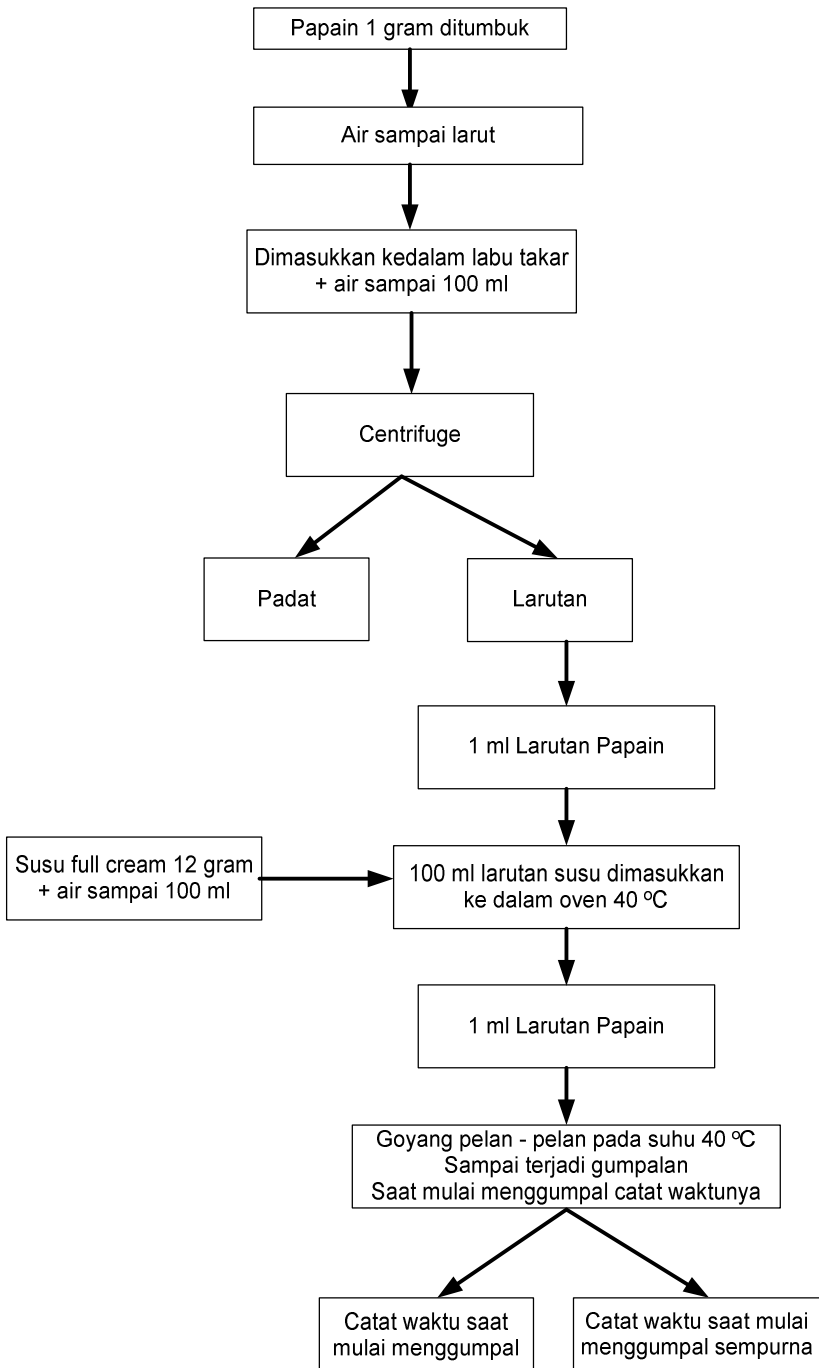 Papain 1 gram ditumbuk
Air sampai larut
Dimasukkan kedalam labu takar
+ air sampai 100 ml
Centrifuge
Padat
Larutan
1 ml Larutan Papain
Susu full cream 12 gram
+ air sampai 100 ml
100 ml larutan susu dimasukkan
ke dalam oven 40 ºC
1 ml Larutan Papain
Goyang pelan - pelan pada suhu 40 ºC
Sampai terjadi gumpalan
Saat mulai menggumpal catat waktunya
Catat waktu saat
mulai menggumpal
Catat waktu saat mulai
menggumpal sempurna